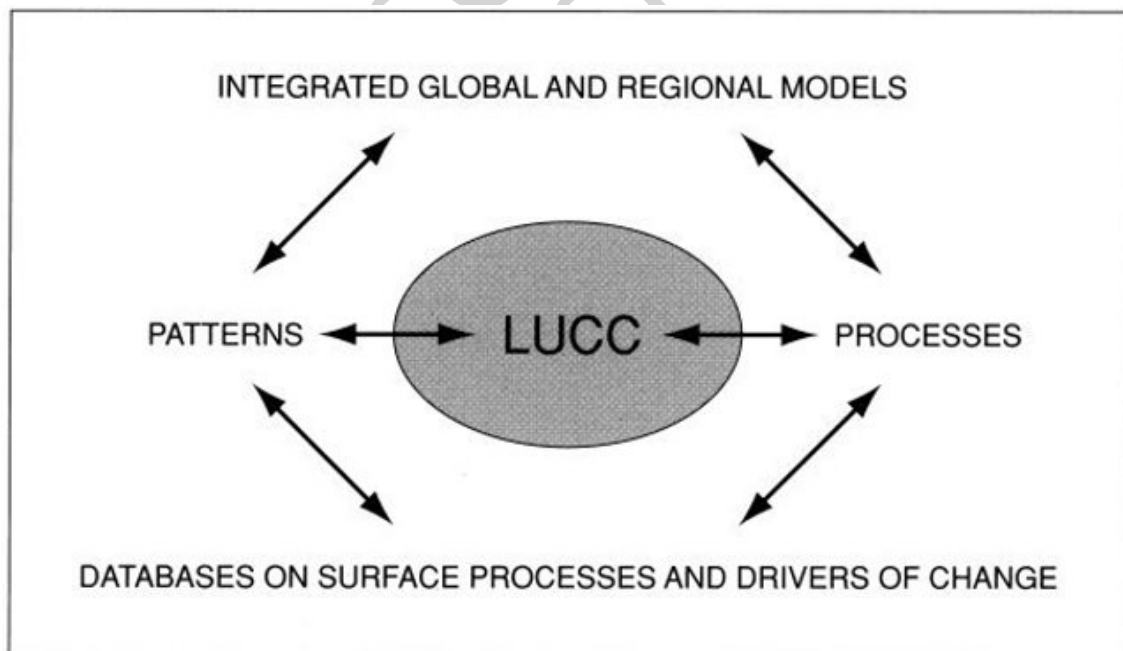 INTEGRATED GLOBAL AND REGIONAL MODELS
PATTERNS
LUCC
PROCESSES
DATABASES ON SURFACE PROCESSES AND DRIVERS OF CHANGE